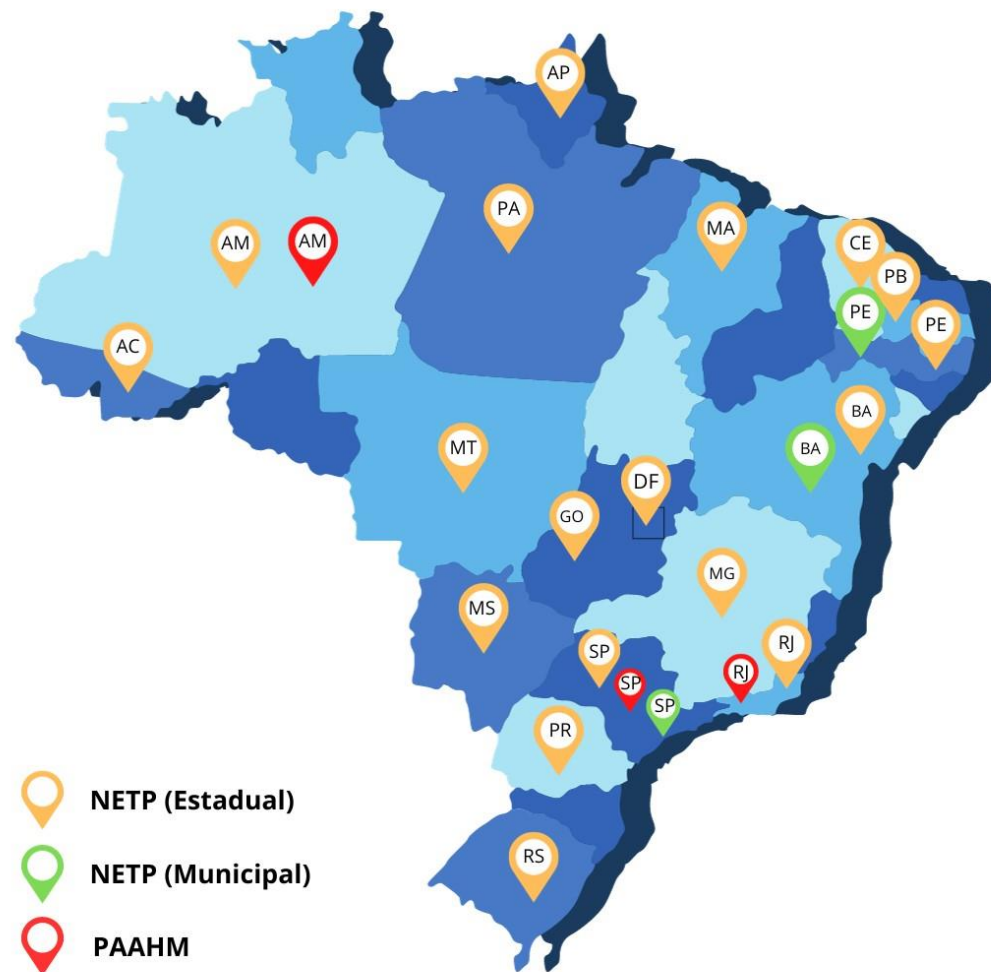 AP
PA
MA
AM
AM
CE
PB
PE
PE
AC
BA
BA
MT
DF
GO
MG
MS
RJ
SP
RJ
SP
SP
PR
RS
NETP (Estadual)
NETP (Municipal)
PAAHM